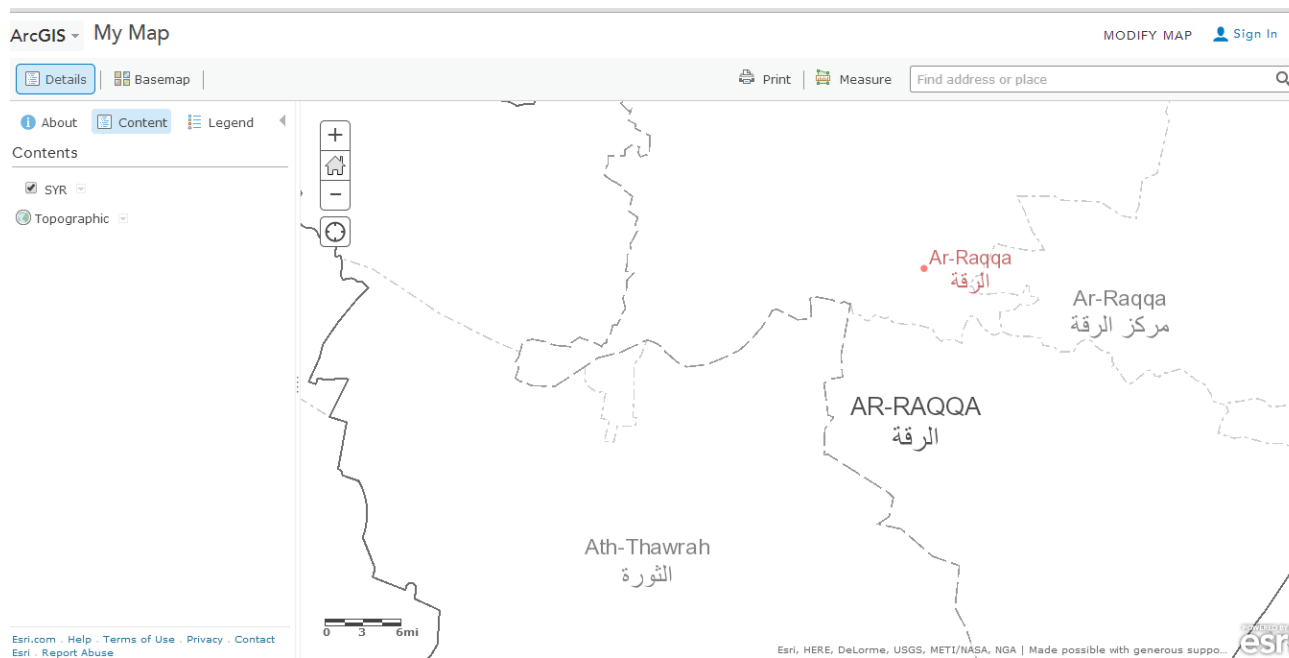 ArcGIS My Map
MODIFY MAP Sign In
Details Basemap
Print Measure Find address or place
About Content Legend
Contents
SYR
Topographic
Ar-Raqqa
الرقة
Ar-Raqqa
مركز الرقة
AR-RAQQA
الرقة
Ath-Thawrah
الثورة
0 3 6mi
Esri.com . Help . Terms of Use . Privacy . Contact
Esri . Report Abuse
Esri, HERE, DeLorme, USGS, METI/NASA, NGA | Made possible with generous suppo...
POWERED BY
esri